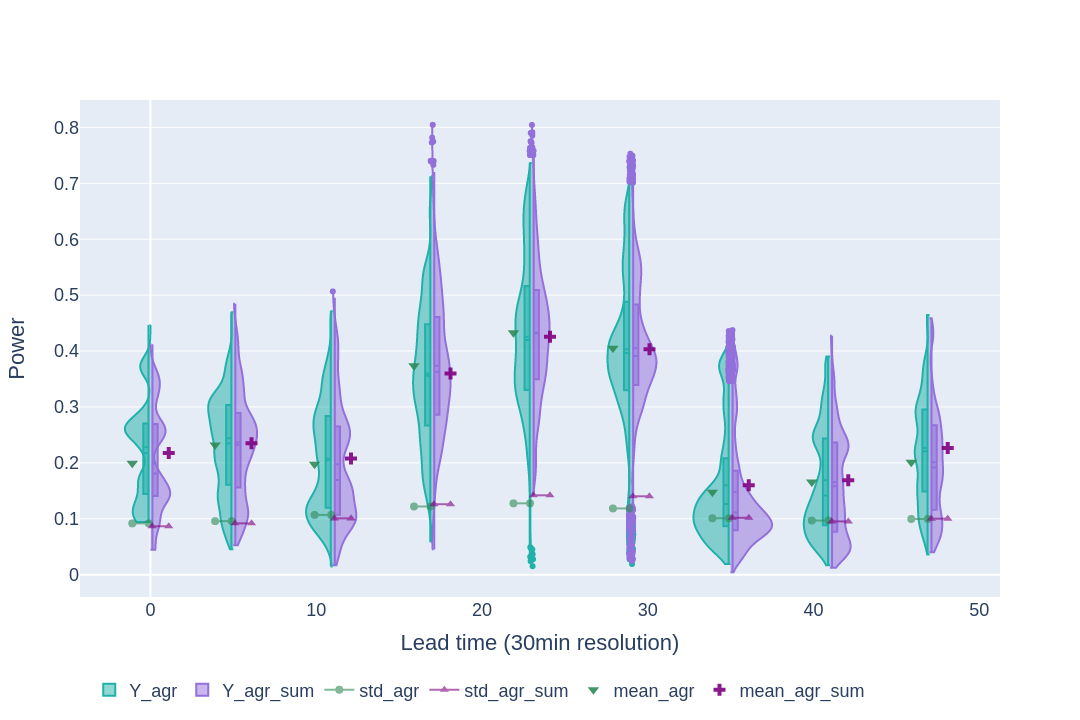 0.8
0.7
0.6
0.5
0.4
0.3
0.2
0.1
0
Power
0 10 20 30 40 50
Lead time (30min resolution)
Y_agr Y_agr_sum std_agr std_agr_sum mean_agr mean_agr_sum